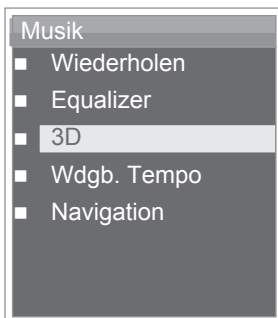 Musik
Wiederholen
Equalizer
3D
Wdgb. Tempo
Navigation